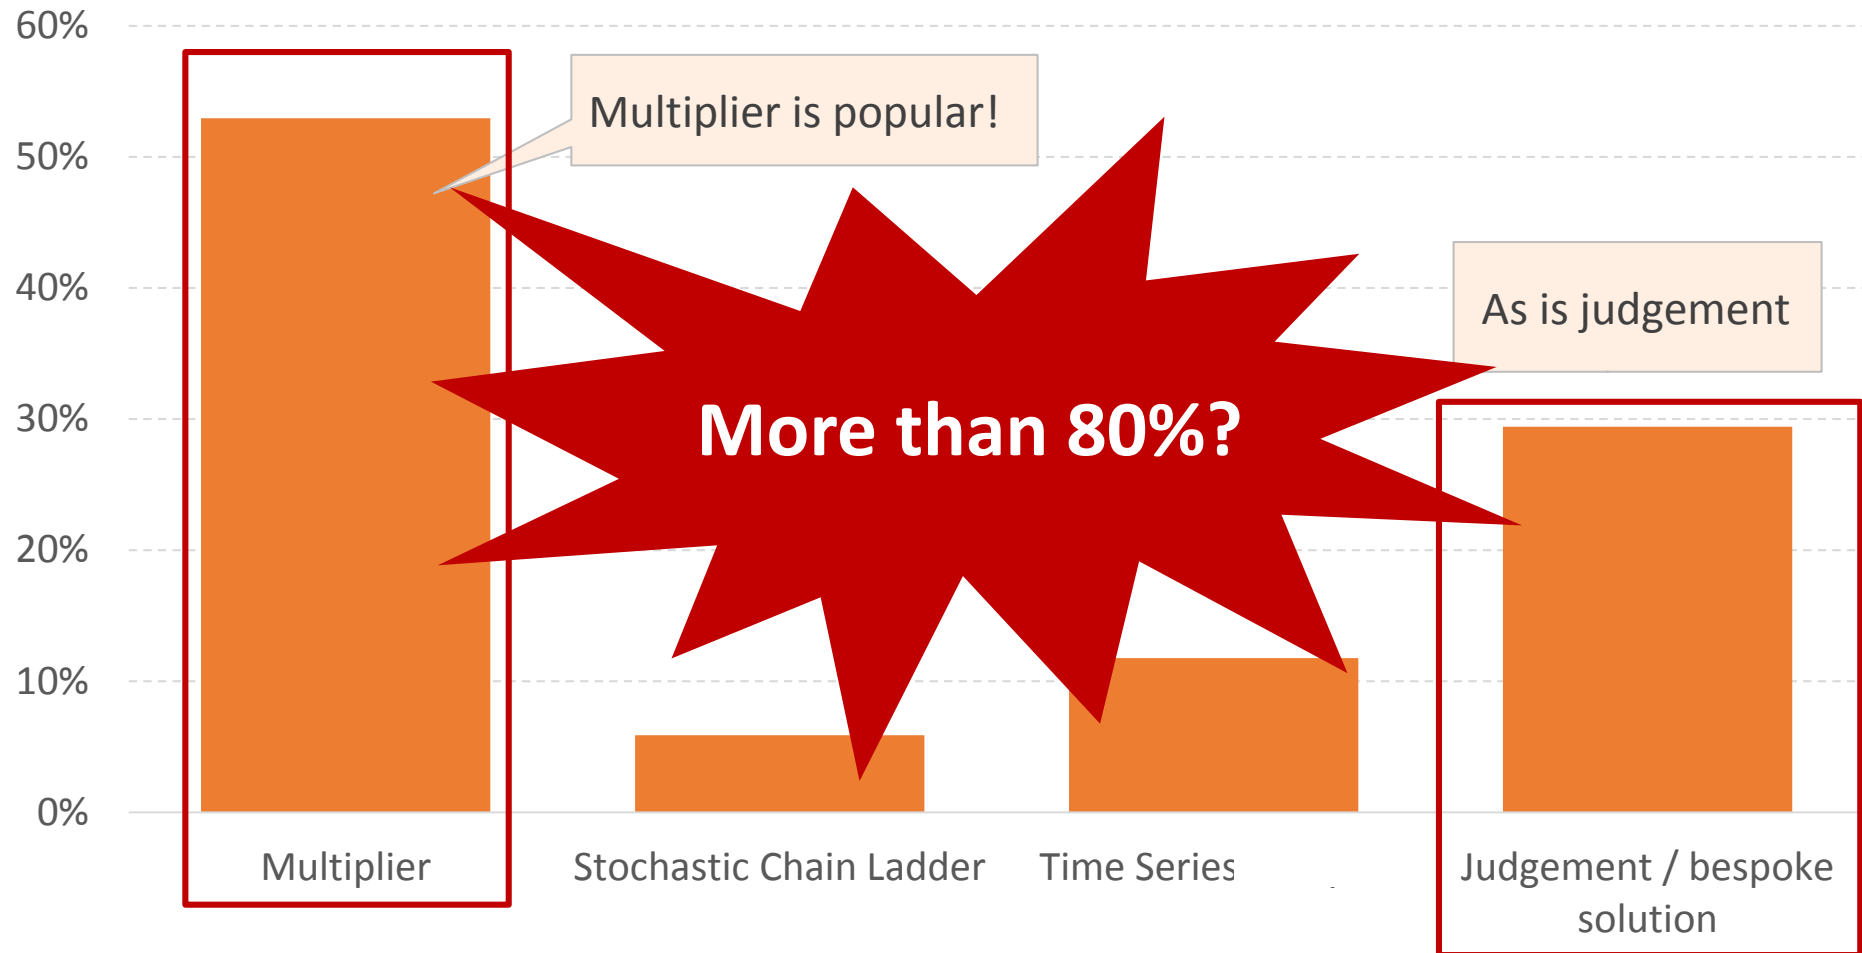 60%
50%
40%
30%
20%
10%
0%
Multiplier is popular!
As is judgement
More than 80%?
Multiplier
Stochastic Chain Ladder
Time Series
Judgement / bespoke
solution